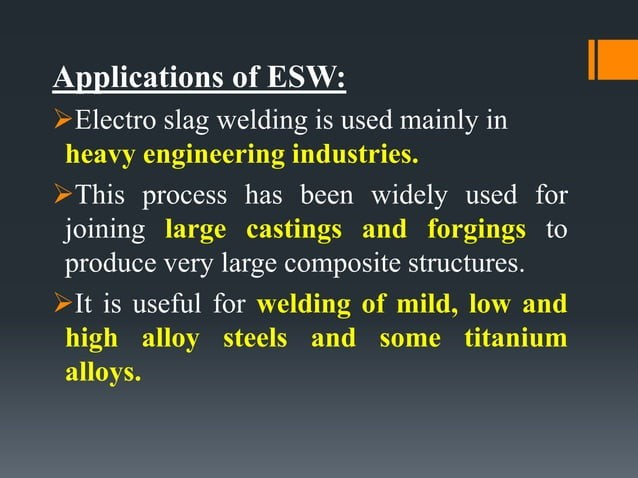 Applications of ESW:
➢Electro slag welding is used mainly in
heavy engineering industries.
➢This process has been widely used for
joining large castings and forgings to
produce very large composite structures.
➢It is useful for welding of mild, low and
high alloy steels and some titanium
alloys.